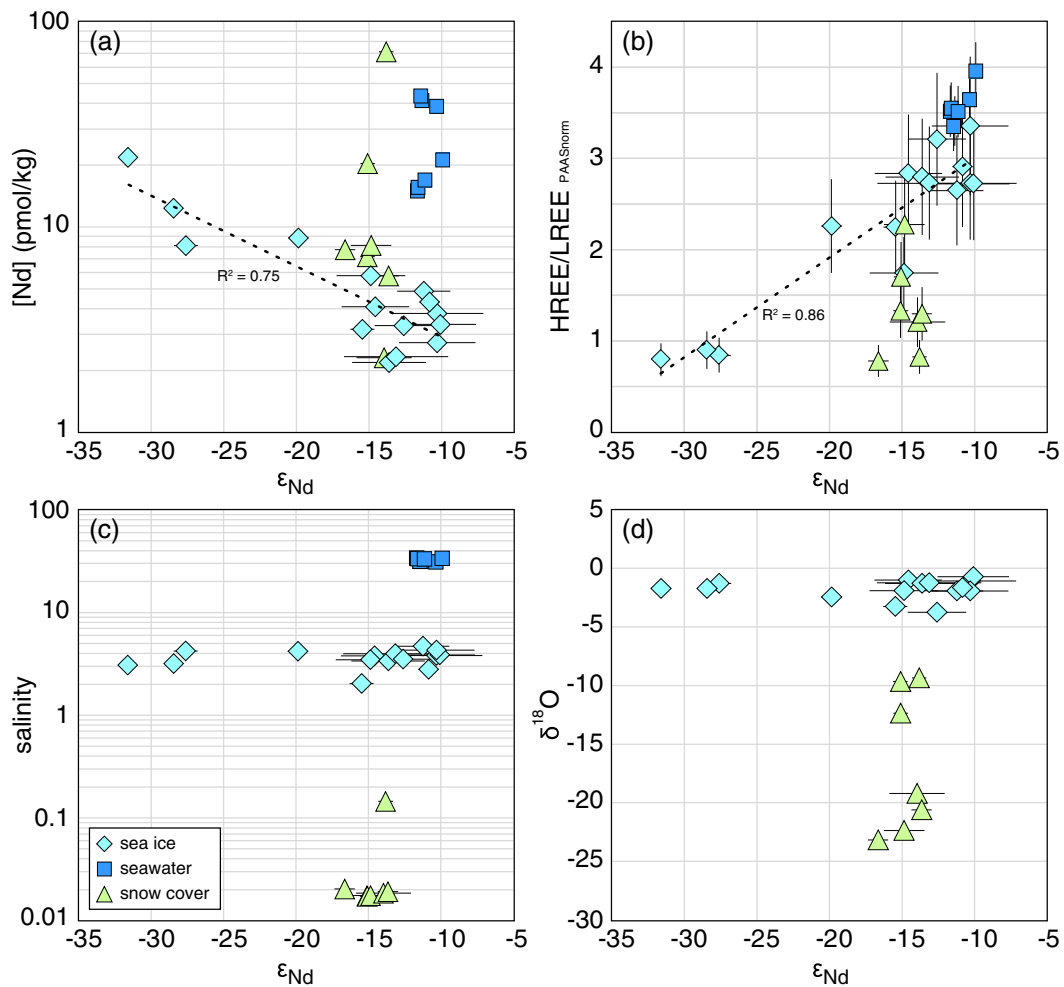 (a)
[Nd] (pmol/kg)
100
10
1
R² = 0.75
-35 -30 -25 -20 -15 -10 -5
εNd
(b)
HREE/LREE PAASnorm
4
3
2
1
0
R² = 0.86
-35 -30 -25 -20 -15 -10 -5
εNd
(c)
salinity
100
10
1
0.1
0.01
sea ice
seawater
snow cover
-35 -30 -25 -20 -15 -10 -5
εNd
(d)
δ¹⁸O
5
0
-5
-10
-15
-20
-25
-30
-35 -30 -25 -20 -15 -10 -5
εNd